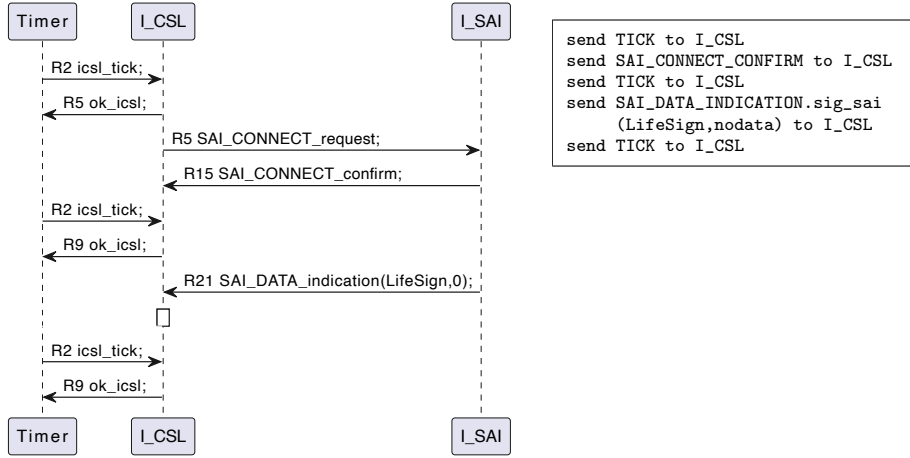 Timer I_CSL I_SAI
R2 icsl_tick;
R5 ok_icsl;
R5 SAI_CONNECT_request;
R15 SAI_CONNECT_confirm;
R2 icsl_tick;
R9 ok_icsl;
R21 SAI_DATA_indication(LifeSign,0);
R2 icsl_tick;
R9 ok_icsl;
Timer I_CSL I_SAI
send TICK to I_CSL
send SAI_CONNECT_CONFIRM to I_CSL
send TICK to I_CSL
send SAI_DATA_INDICATION.sig_sai
(LifeSign,nodata) to I_CSL
send TICK to I_CSL